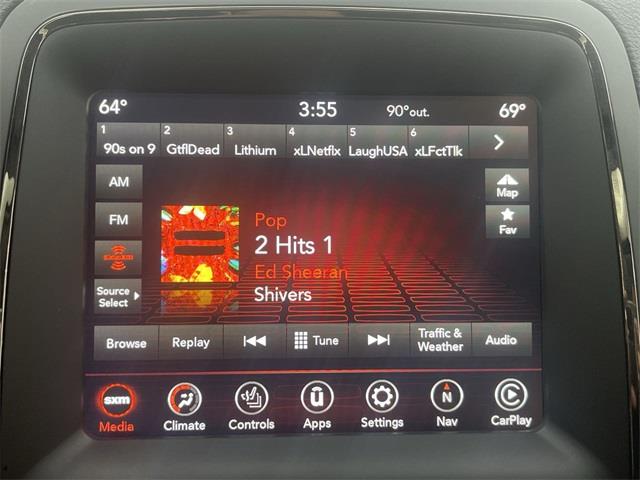 64° 3:55 90°out. 69°
1 2 3 4 5 6
90s on 9 GtflDead Lithium xLNetflx LaughUSA xLFctTlk
AM
Map
FM
Fav
Pop
2 Hits 1
Ed Sheeran
Shivers
Source
Select
Browse Replay Tune Traffic &
Weather Audio
sxm
Media Climate Controls Apps Settings Nav CarPlay
N